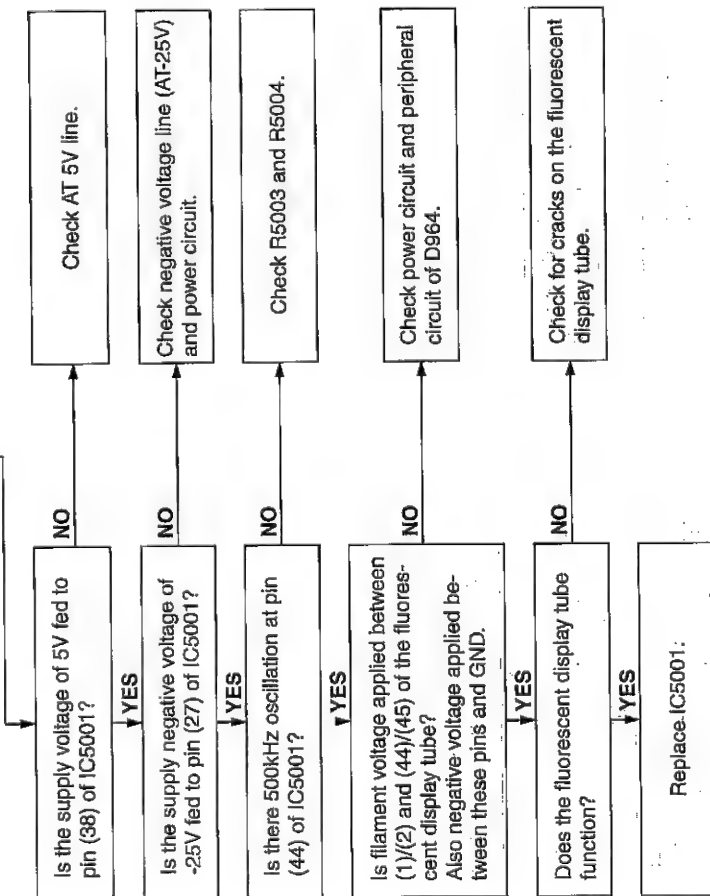 Is the supply voltage of 5V fed to
pin (38) of IC5001?
NO
Check AT 5V line.
YES
Is the supply negative voltage of
-25V fed to pin (27) of IC5001?
NO
Check negative voltage line (AT-25V)
and power circuit.
YES
Is there 500kHz oscillation at pin
(44) of IC5001?
NO
Check R5003 and R5004.
YES
Is filament voltage applied between
(1)/(2) and (44)/(45) of the fluores-
cent display tube?
Also negative voltage applied be-
tween these pins and GND.
NO
Check power circuit and peripheral
circuit of D964.
YES
Does the fluorescent display tube
function?
NO
Check for cracks on the fluorescent
display tube.
YES
Replace IC5001.